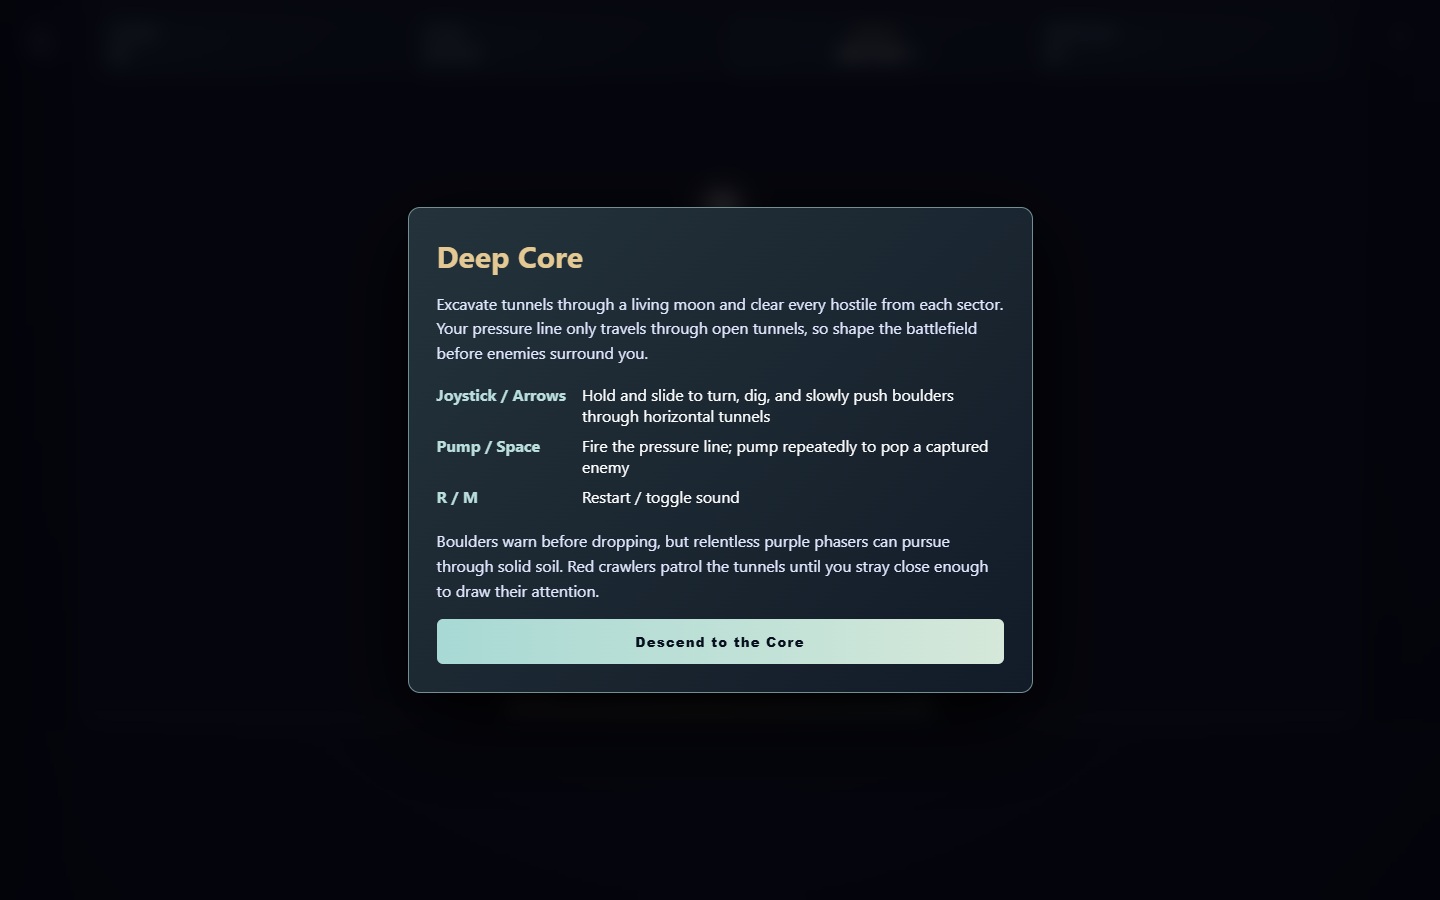 Deep Core
Excavate tunnels through a living moon and clear every hostile from each sector.
Your pressure line only travels through open tunnels, so shape the battlefield
before enemies surround you.
Joystick / Arrows Hold and slide to turn, dig, and slowly push boulders
through horizontal tunnels
Pump / Space Fire the pressure line; pump repeatedly to pop a captured
enemy
R / M Restart / toggle sound
Boulders warn before dropping, but relentless purple phasers can pursue
through solid soil. Red crawlers patrol the tunnels until you stray close enough
to draw their attention.
Descend to the Core